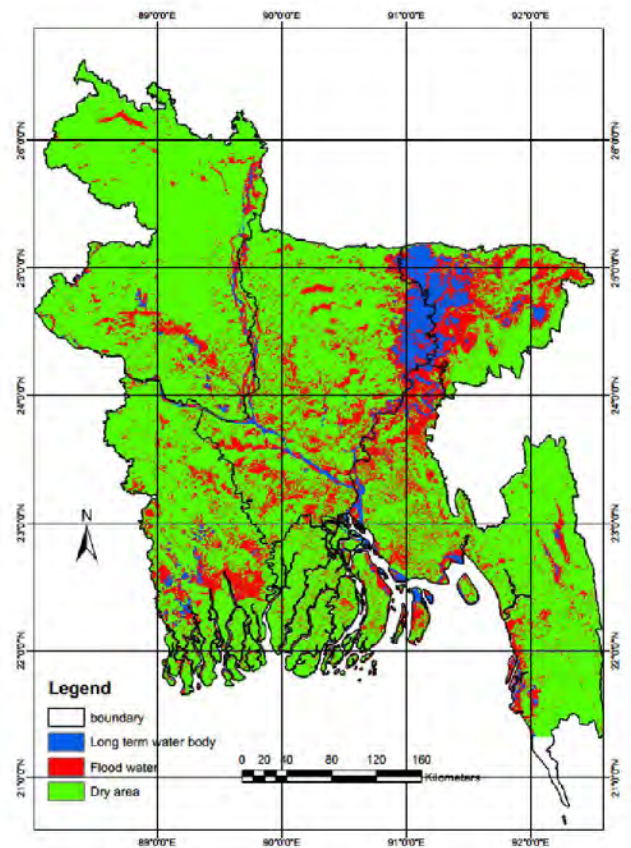 89°0'0"E 90°0'0"E 91°0'0"E 92°0'0"E
26°0'0"N 26°0'0"N
25°0'0"N 25°0'0"N
24°0'0"N 24°0'0"N
23°0'0"N 23°0'0"N
N
22°0'0"N 22°0'0"N
Legend
boundary
Long term water body
Flood water
Dry area
0 20 40 80 120 160
Kilometers
21°0'0"N 21°0'0"N
89°0'0"E 90°0'0"E 91°0'0"E 92°0'0"E